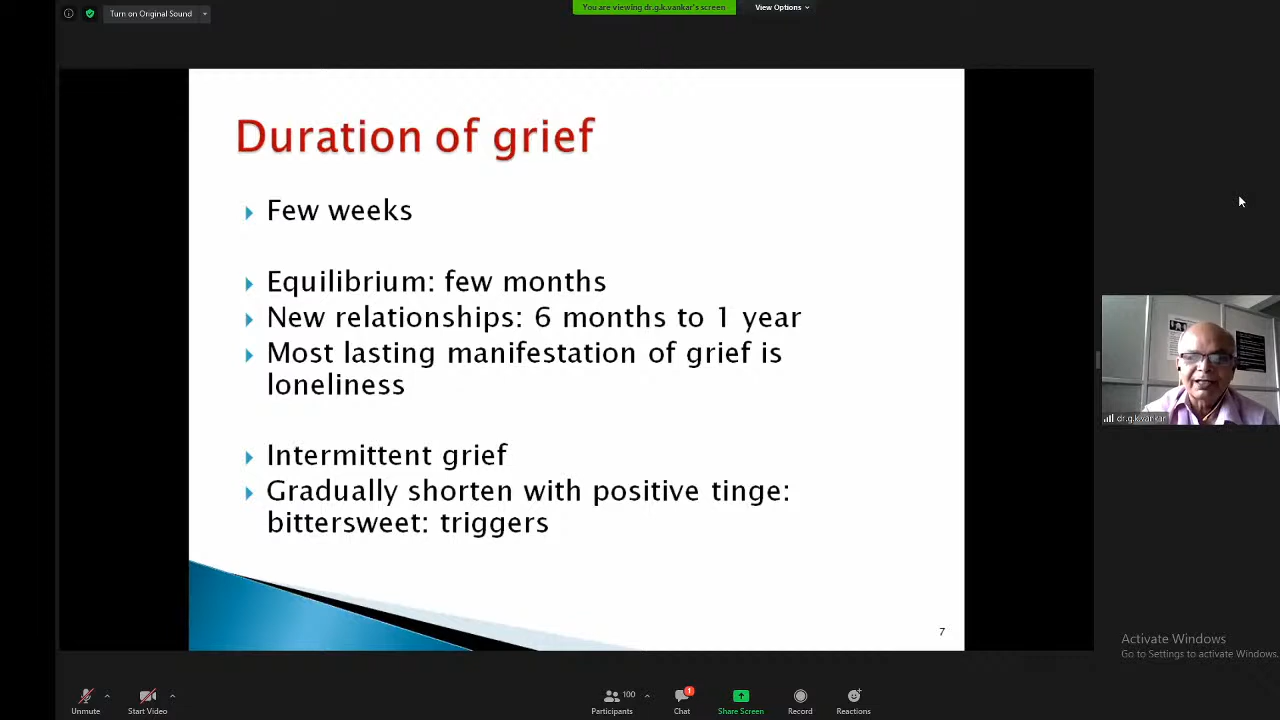 Turn on Original Sound
You are viewing dr.g.k.vankar's screen
View Options
Duration of grief
Few weeks
Equilibrium: few months
New relationships: 6 months to 1 year
Most lasting manifestation of grief is
loneliness
Intermittent grief
Gradually shorten with positive tinge:
bittersweet: triggers
7
dr.g.k.vankar
Activate Windows
Go to Settings to activate Windows.
Unmute
Start Video
100
Participants
1
Chat
Share Screen
Record
Reactions